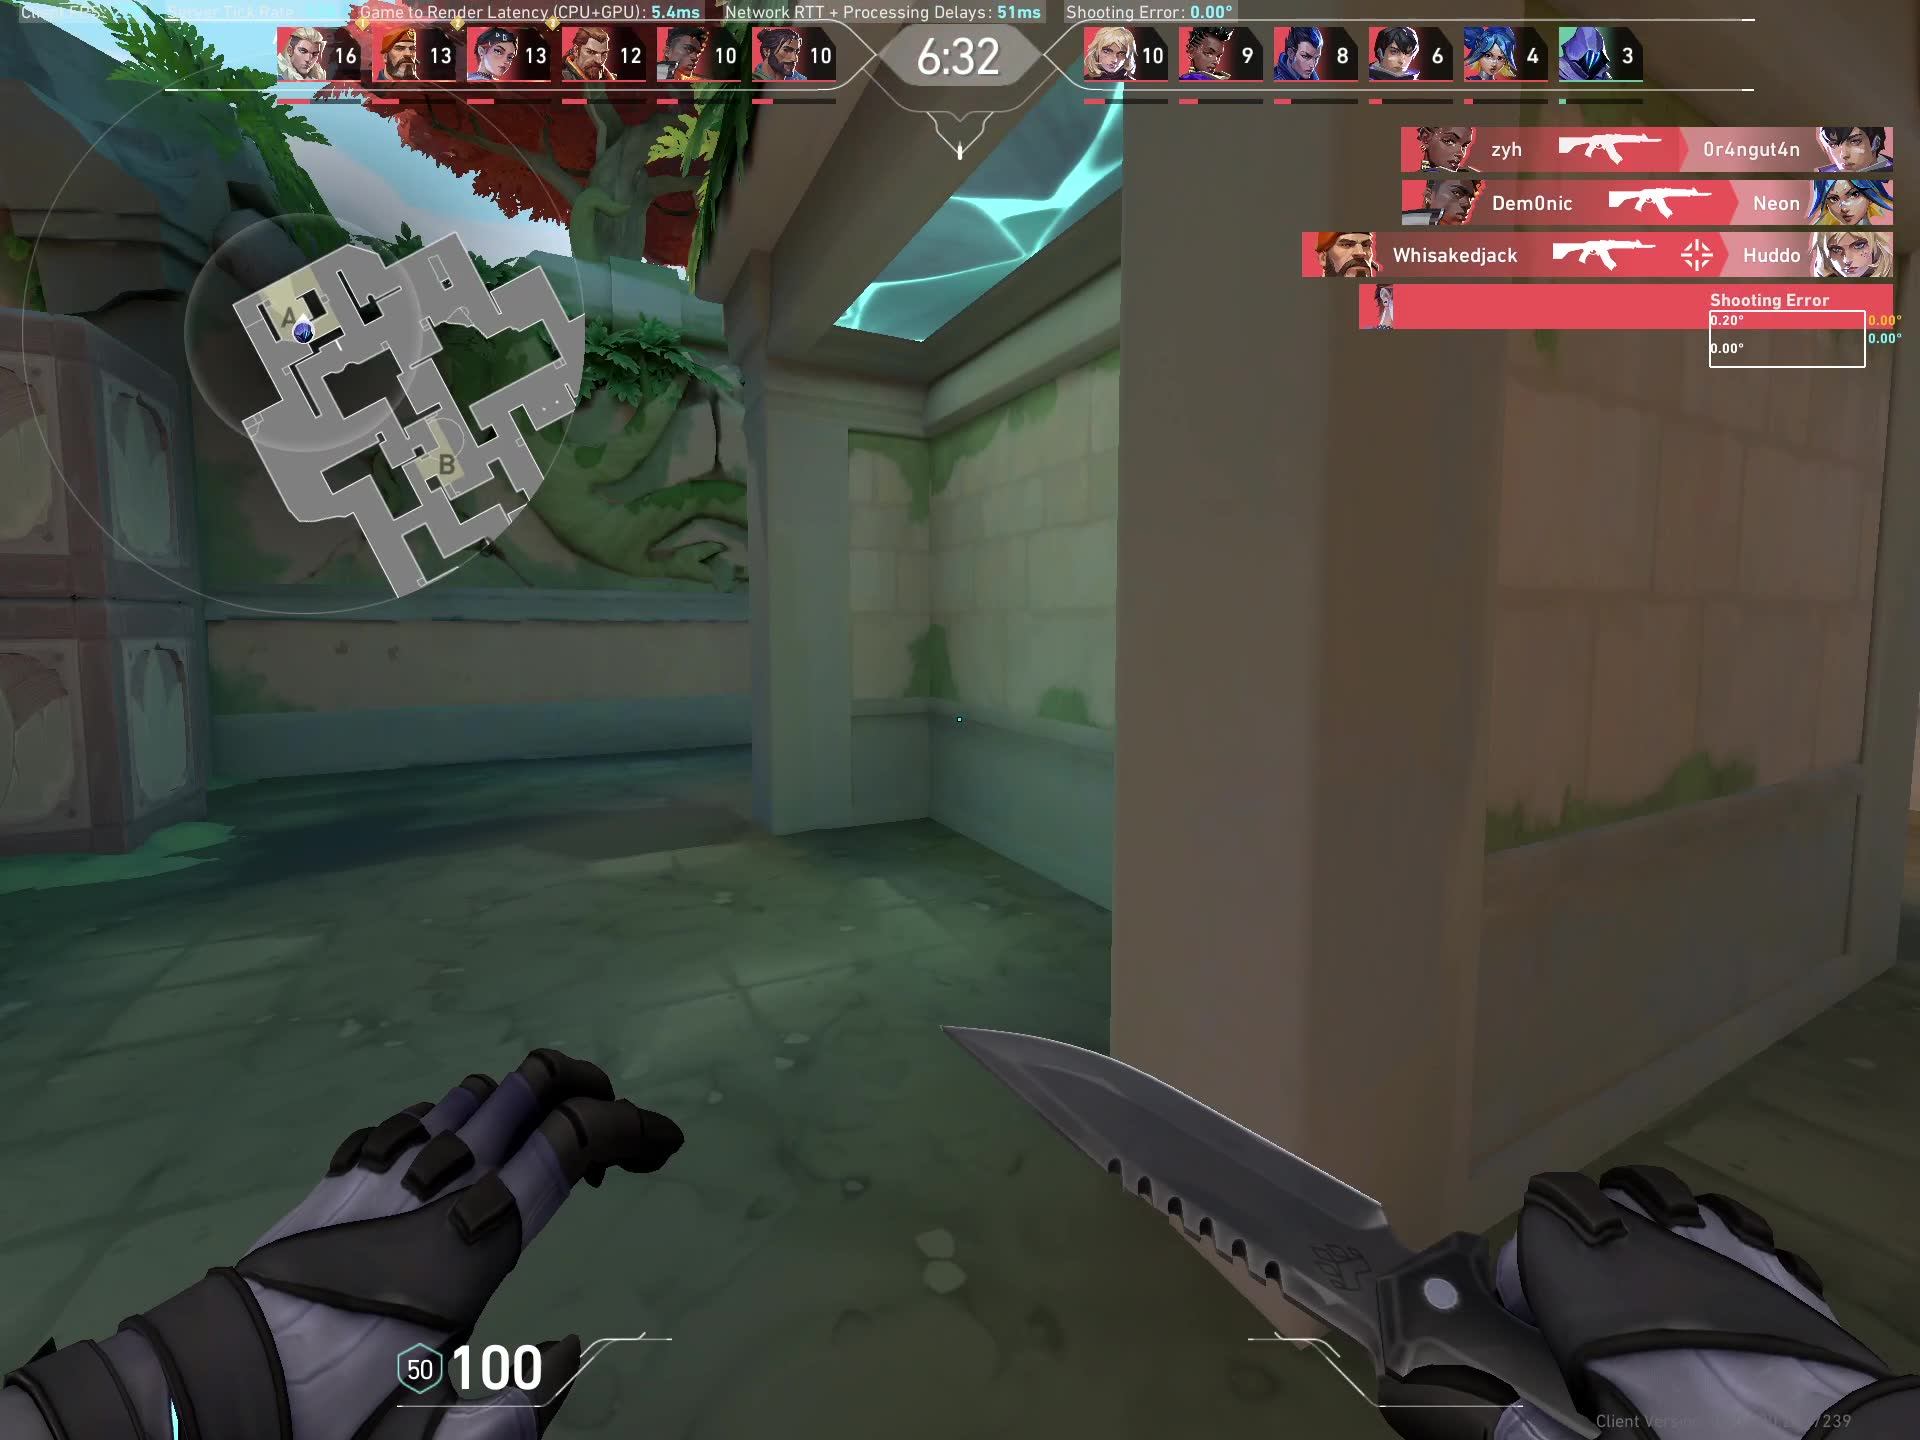 Game to Render Latency (CPU+GPU): 5.4ms Network RTT + Processing Delays: 51ms Shooting Error: 0.00°
16 13 13 12 10 10 6:32 10 9 8 6 4 3
zyh 0r4ngut4n
Dem0nic Neon
Whisakedjack Huddo
Shooting Error
0.20° 0.00°
0.00°
0.00°
A
B
50 100
Client